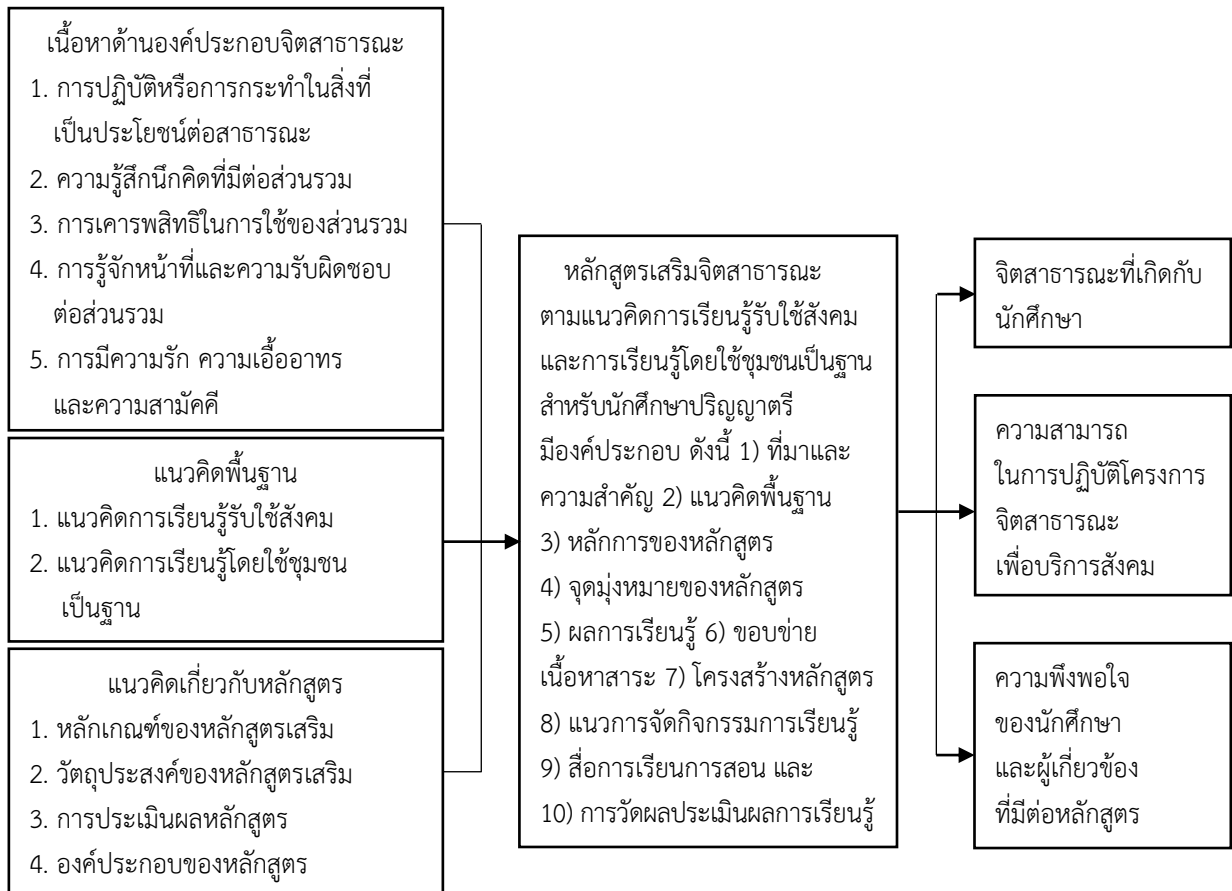 เนื้อหาด้านองค์ประกอบจิตสาธารณะ
1. การปฏิบัติหรือการกระทำในสิ่งที่
เป็นประโยชน์ต่อสาธารณะ
2. ความรู้สึกนึกคิดที่มีต่อส่วนรวม
3. การเคารพสิทธิในการใช้ของส่วนรวม
4. การรู้จักหน้าที่และความรับผิดชอบ
ต่อส่วนรวม
5. การมีความรัก ความเอื้ออาทร
และความสามัคคี
แนวคิดพื้นฐาน
1. แนวคิดการเรียนรู้รับใช้สังคม
2. แนวคิดการเรียนรู้โดยใช้ชุมชน
เป็นฐาน
แนวคิดเกี่ยวกับหลักสูตร
1. หลักเกณฑ์ของหลักสูตรเสริม
2. วัตถุประสงค์ของหลักสูตรเสริม
3. การประเมินผลหลักสูตร
4. องค์ประกอบของหลักสูตร
หลักสูตรเสริมจิตสาธารณะ
ตามแนวคิดการเรียนรู้รับใช้สังคม
และการเรียนรู้โดยใช้ชุมชนเป็นฐาน
สำหรับนักศึกษาปริญญาตรี
มีองค์ประกอบ ดังนี้ 1) ที่มาและ
ความสำคัญ 2) แนวคิดพื้นฐาน
3) หลักการของหลักสูตร
4) จุดมุ่งหมายของหลักสูตร
5) ผลการเรียนรู้ 6) ขอบข่าย
เนื้อหาสาระ 7) โครงสร้างหลักสูตร
8) แนวการจัดกิจกรรมการเรียนรู้
9) สื่อการเรียนการสอน และ
10) การวัดผลประเมินผลการเรียนรู้
จิตสาธารณะที่เกิดกับ
นักศึกษา
ความสามารถ
ในการปฏิบัติโครงการ
จิตสาธารณะ
เพื่อบริการสังคม
ความพึงพอใจ
ของนักศึกษา
และผู้เกี่ยวข้อง
ที่มีต่อหลักสูตร